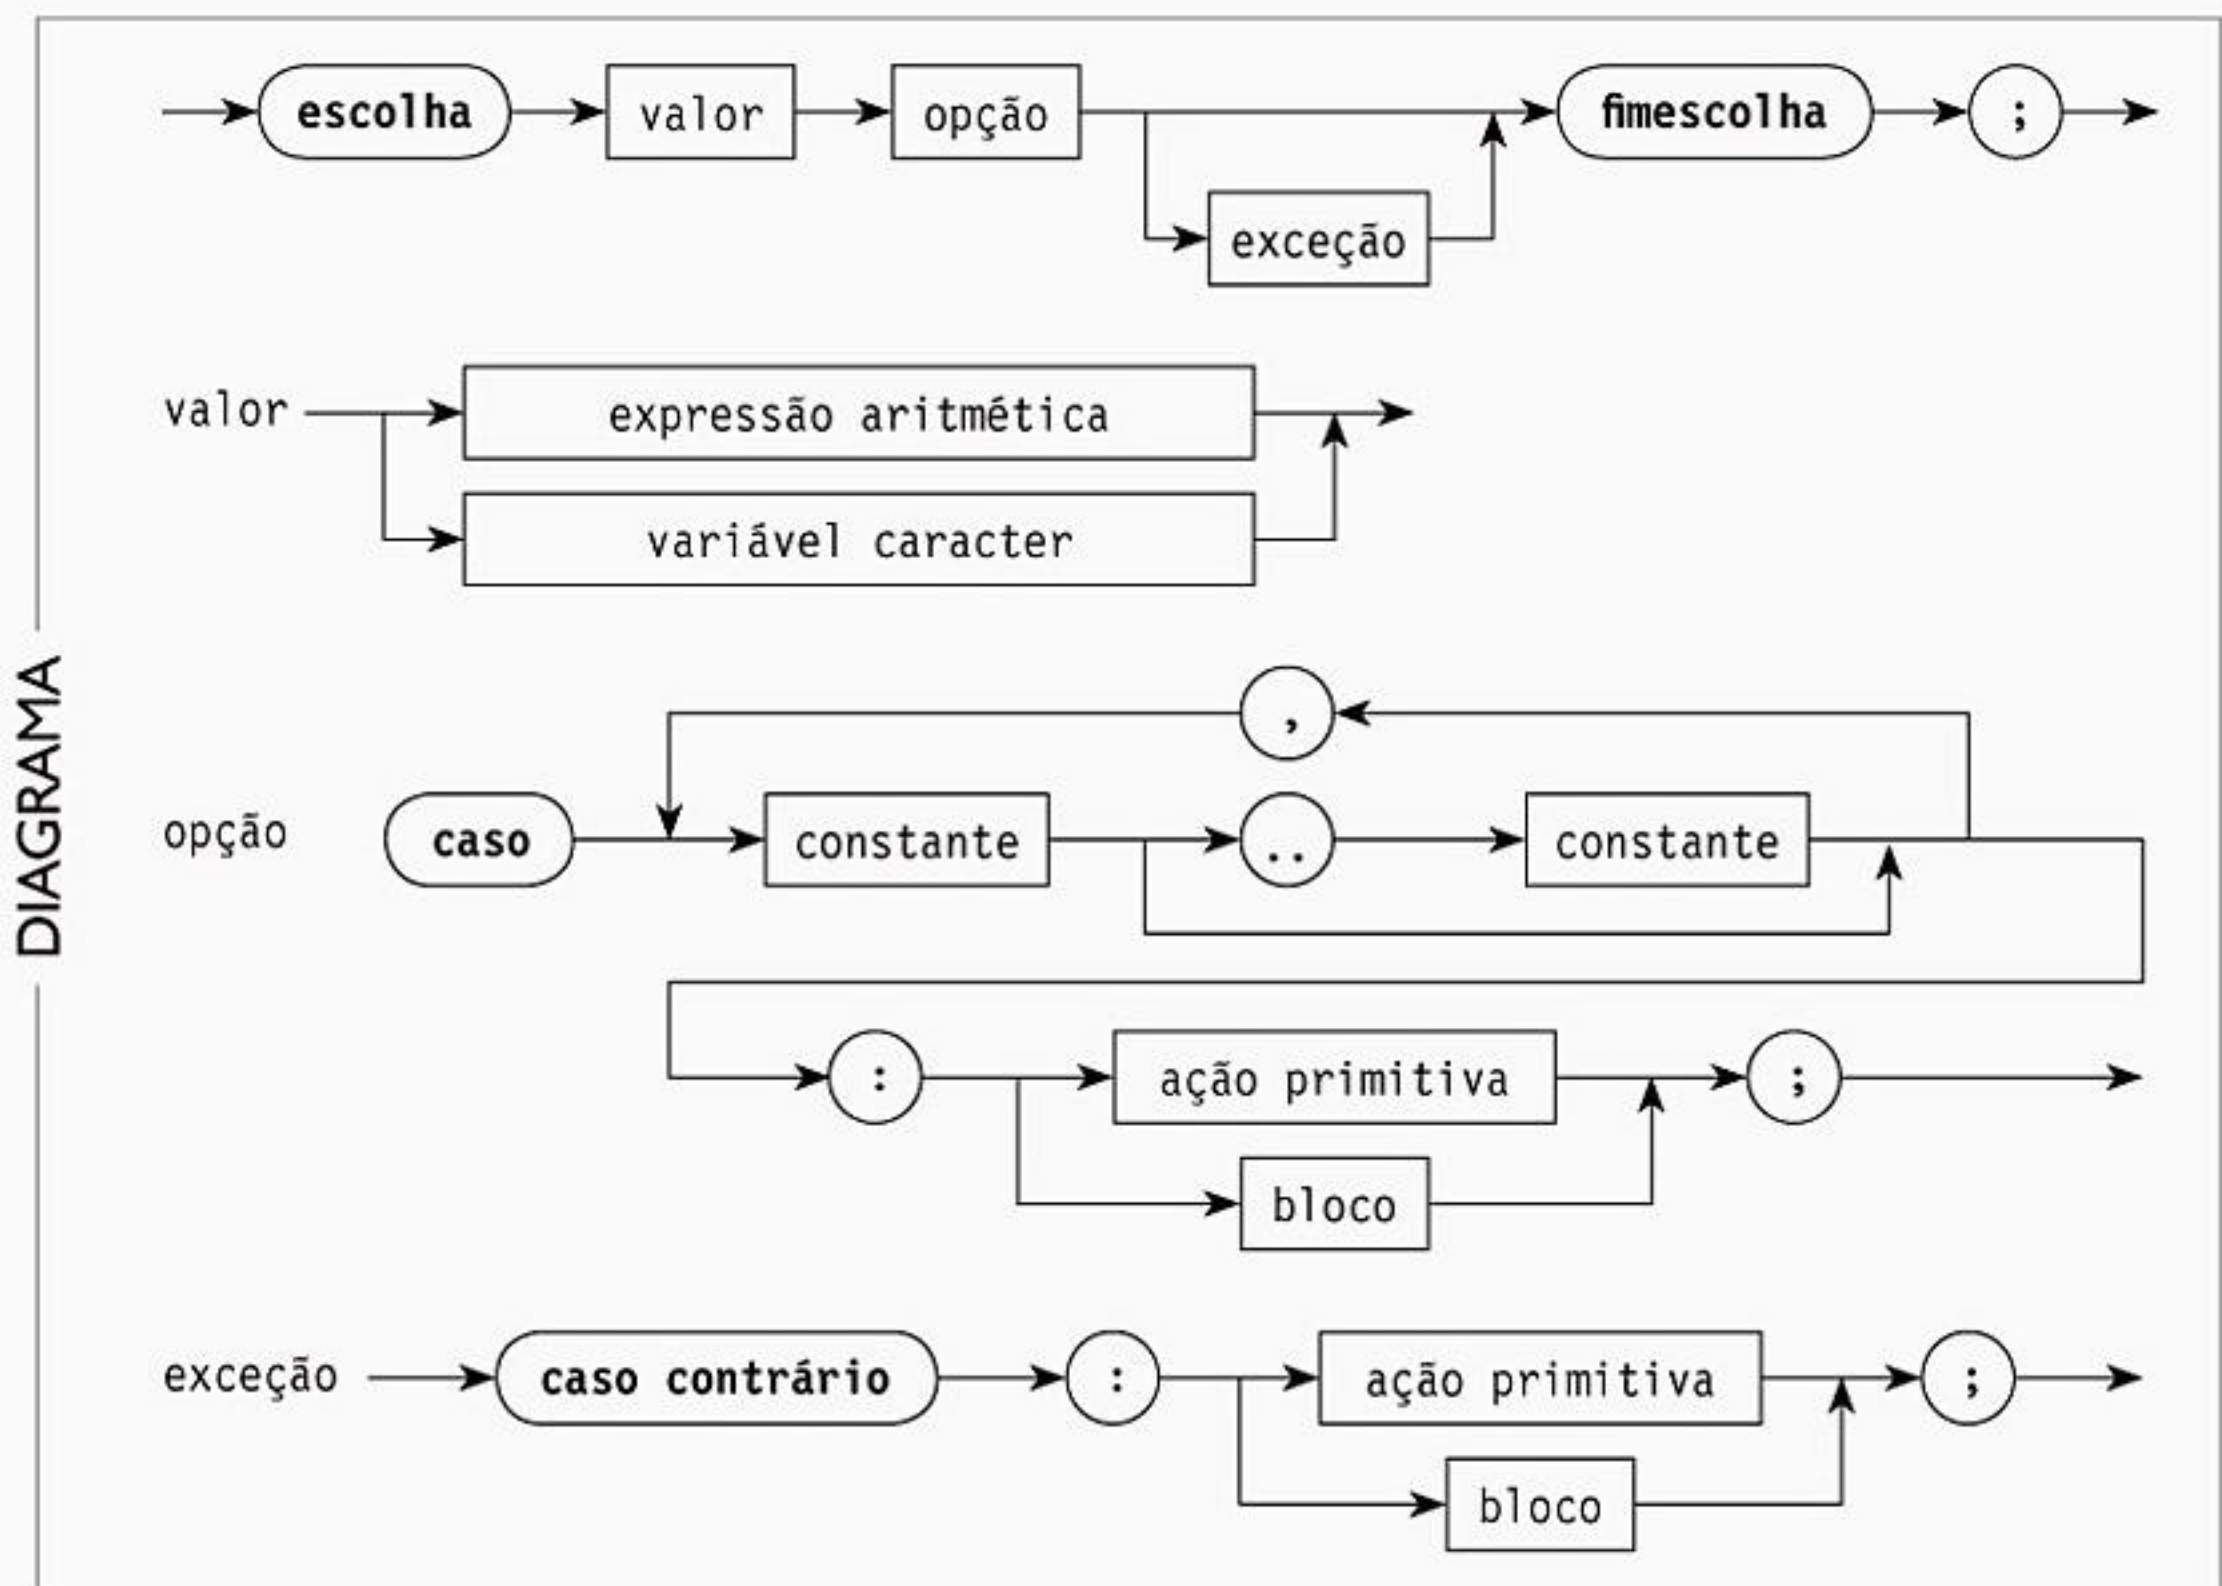 DIAGRAMA
escolha valor opção fimescolha ;
exceção
valor expressão aritmética
variável caracter
,
opção caso constante .. constante
: ação primitiva ;
bloco
exceção caso contrário : ação primitiva ;
bloco